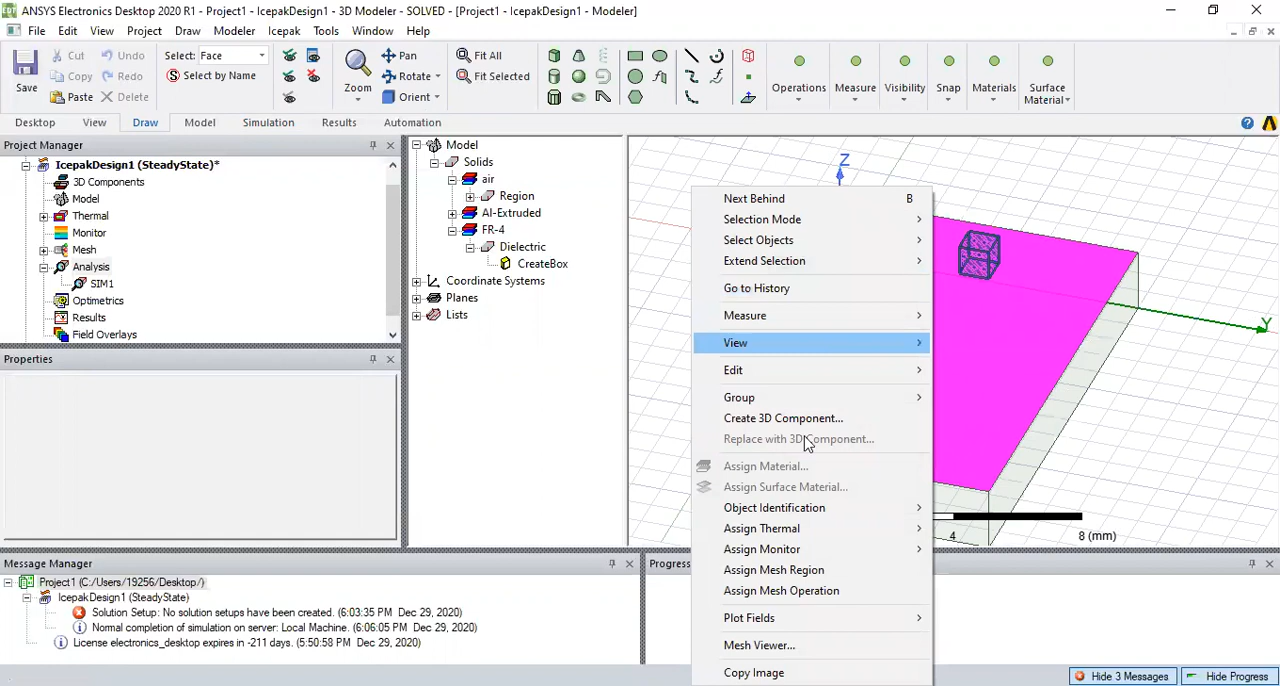 ANSYS Electronics Desktop 2020 R1 - Project1 - IcepakDesign1 - 3D Modeler - SOLVED - [Project1 - IcepakDesign1 - Modeler]
File Edit View Project Draw Modeler Icepak Tools Window Help
Save
Cut Undo
Copy Redo
Paste Delete
Select: Face
Select by Name
Zoom
Pan
Rotate
Orient
Fit All
Fit Selected
Operations
Measure
Visibility
Snap
Materials
Surface
Material
Desktop View Draw Model Simulation Results Automation
Project Manager
IcepakDesign1 (SteadyState)*
3D Components
Model
Thermal
Monitor
Mesh
Analysis
SIM1
Optimetrics
Results
Field Overlays
Properties
Model
Solids
air
Region
Al-Extruded
FR-4
Dielectric
CreateBox
Coordinate Systems
Planes
Lists
Z
Y
4
8 (mm)
Next Behind B
Selection Mode
Select Objects
Extend Selection
Go to History
Measure
View
Edit
Group
Create 3D Component...
Replace with 3D Component...
Assign Material...
Assign Surface Material...
Object Identification
Assign Thermal
Assign Monitor
Assign Mesh Region
Assign Mesh Operation
Plot Fields
Mesh Viewer...
Copy Image
Message Manager
Project1 (C:/Users/19256/Desktop/)
IcepakDesign1 (SteadyState)
Solution Setup: No solution setups have been created. (6:03:35 PM Dec 29, 2020)
Normal completion of simulation on server: Local Machine. (6:06:05 PM Dec 29, 2020)
License electronics_desktop expires in -211 days. (5:50:58 PM Dec 29, 2020)
Hide 3 Messages
Hide Progress